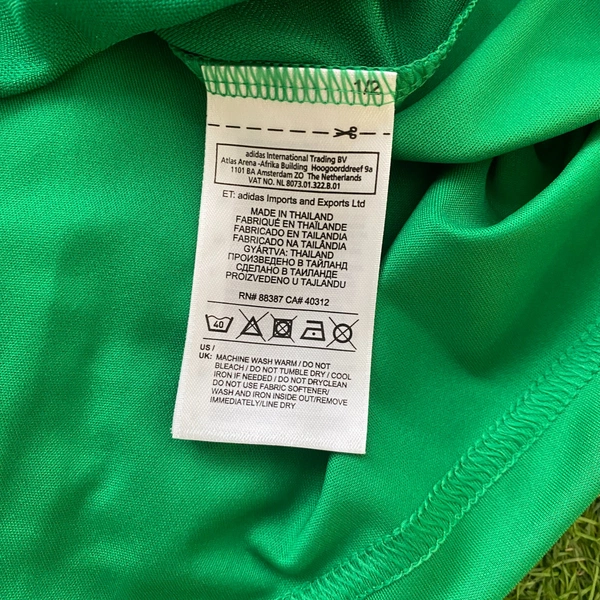 1/2
adidas International Trading BV
Atlas Arena -Afrika Building Hoogoorddreef 9a
1101 BA Amsterdam ZO The Netherlands
VAT NO. NL 8073.01.322.B.01
ET: adidas Imports and Exports Ltd
MADE IN THAILAND
FABRIQUÉ EN THAÏLANDE
FABRICADO EN TAILANDIA
FABRICADO NA TAILÂNDIA
GYÁRTVA: THAILAND
ПРОИЗВЕДЕНО В ТАЙЛАНД
СДЕЛАНО В ТАИЛАНДЕ
PROIZVEDENO U TAJLANDU
RN# 88387 CA# 40312
40
US /
UK: MACHINE WASH WARM / DO NOT
BLEACH / DO NOT TUMBLE DRY / COOL
IRON IF NEEDED / DO NOT DRYCLEAN
DO NOT USE FABRIC SOFTENER/
WASH AND IRON INSIDE OUT/REMOVE
IMMEDIATELY/LINE DRY